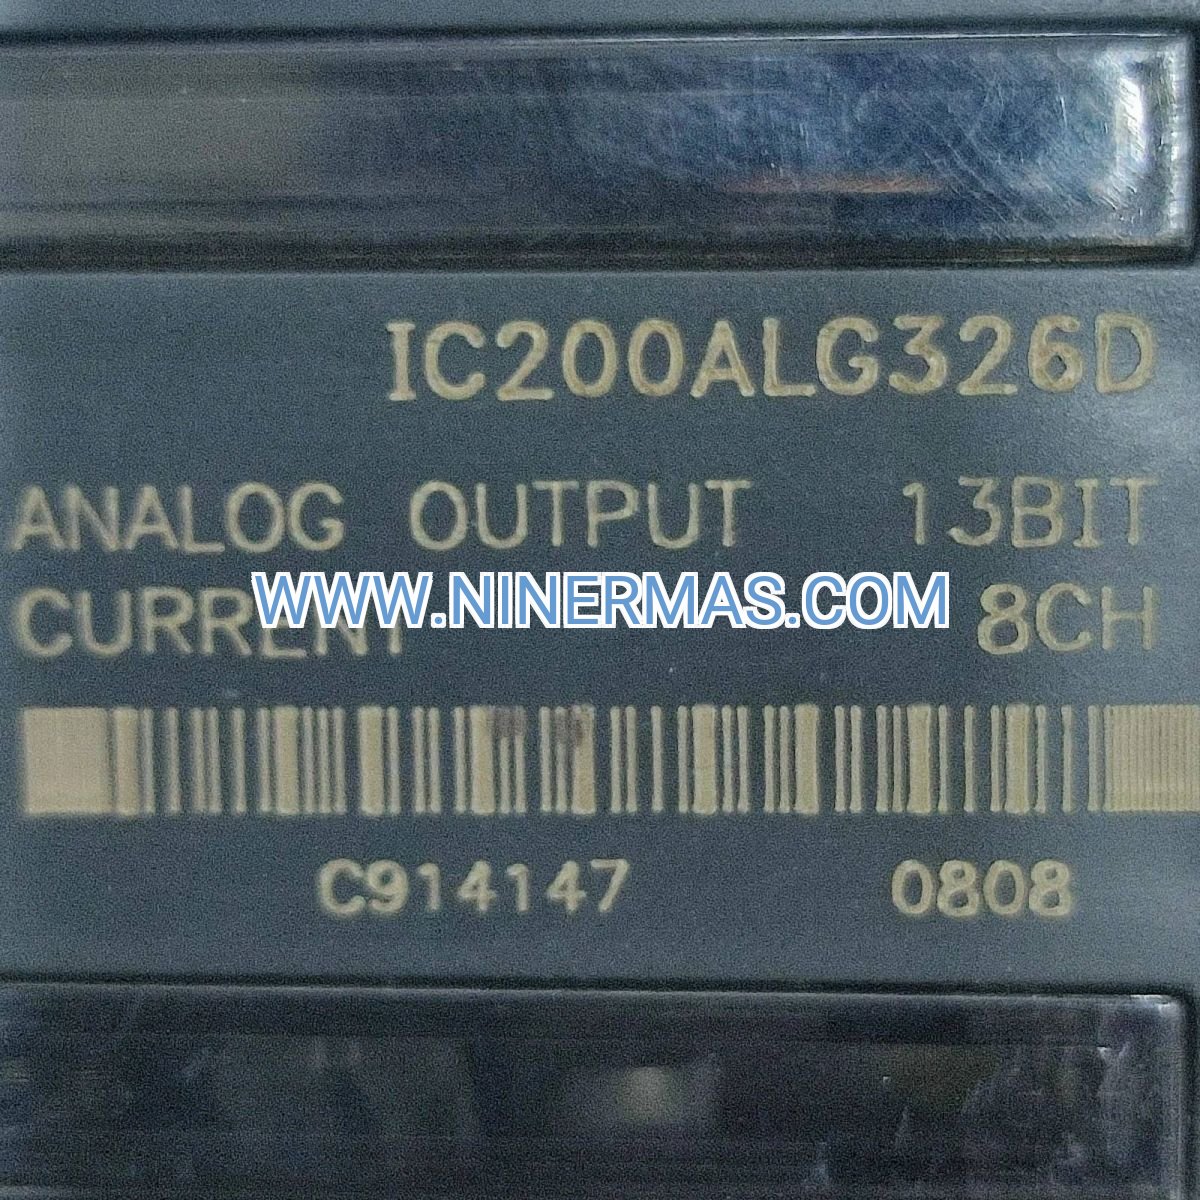 IC200ALG326D
ANALOG OUTPUT 13BIT
CURRENT 8CH
WWW.NINERMAS.COM
C914147 0808